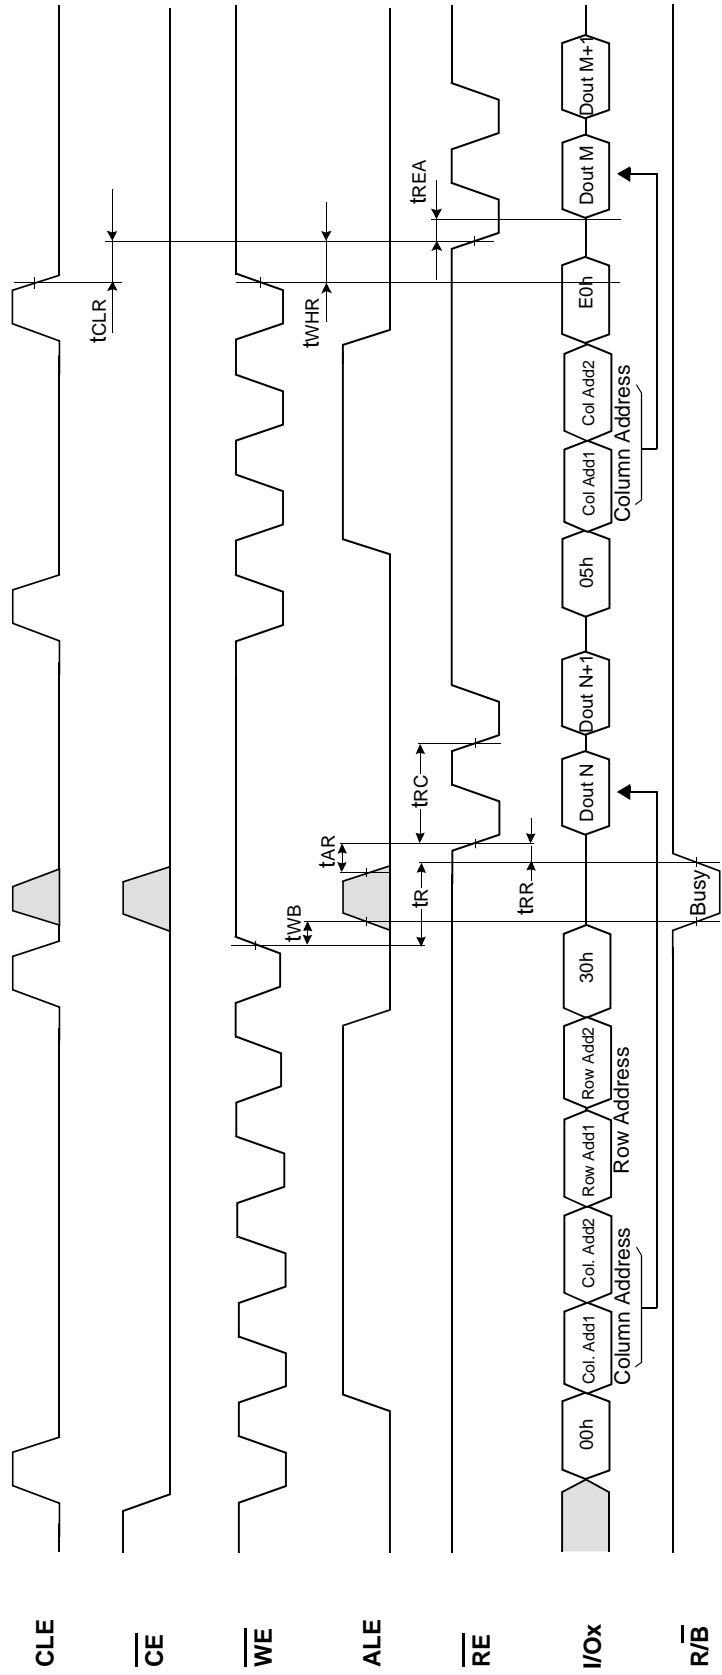 CLE
tCLR
CE
WE
tWB
tWHR
ALE
tAR
RE
tR
tRC
tREA
tRR
I/Ox
00h
Col. Add1
Col. Add2
Row Add1
Row Add2
30h
Dout N
Dout N+1
05h
Col Add1
Col Add2
E0h
Dout M
Dout M+1
Column Address
Row Address
Column Address
R/B
Busy